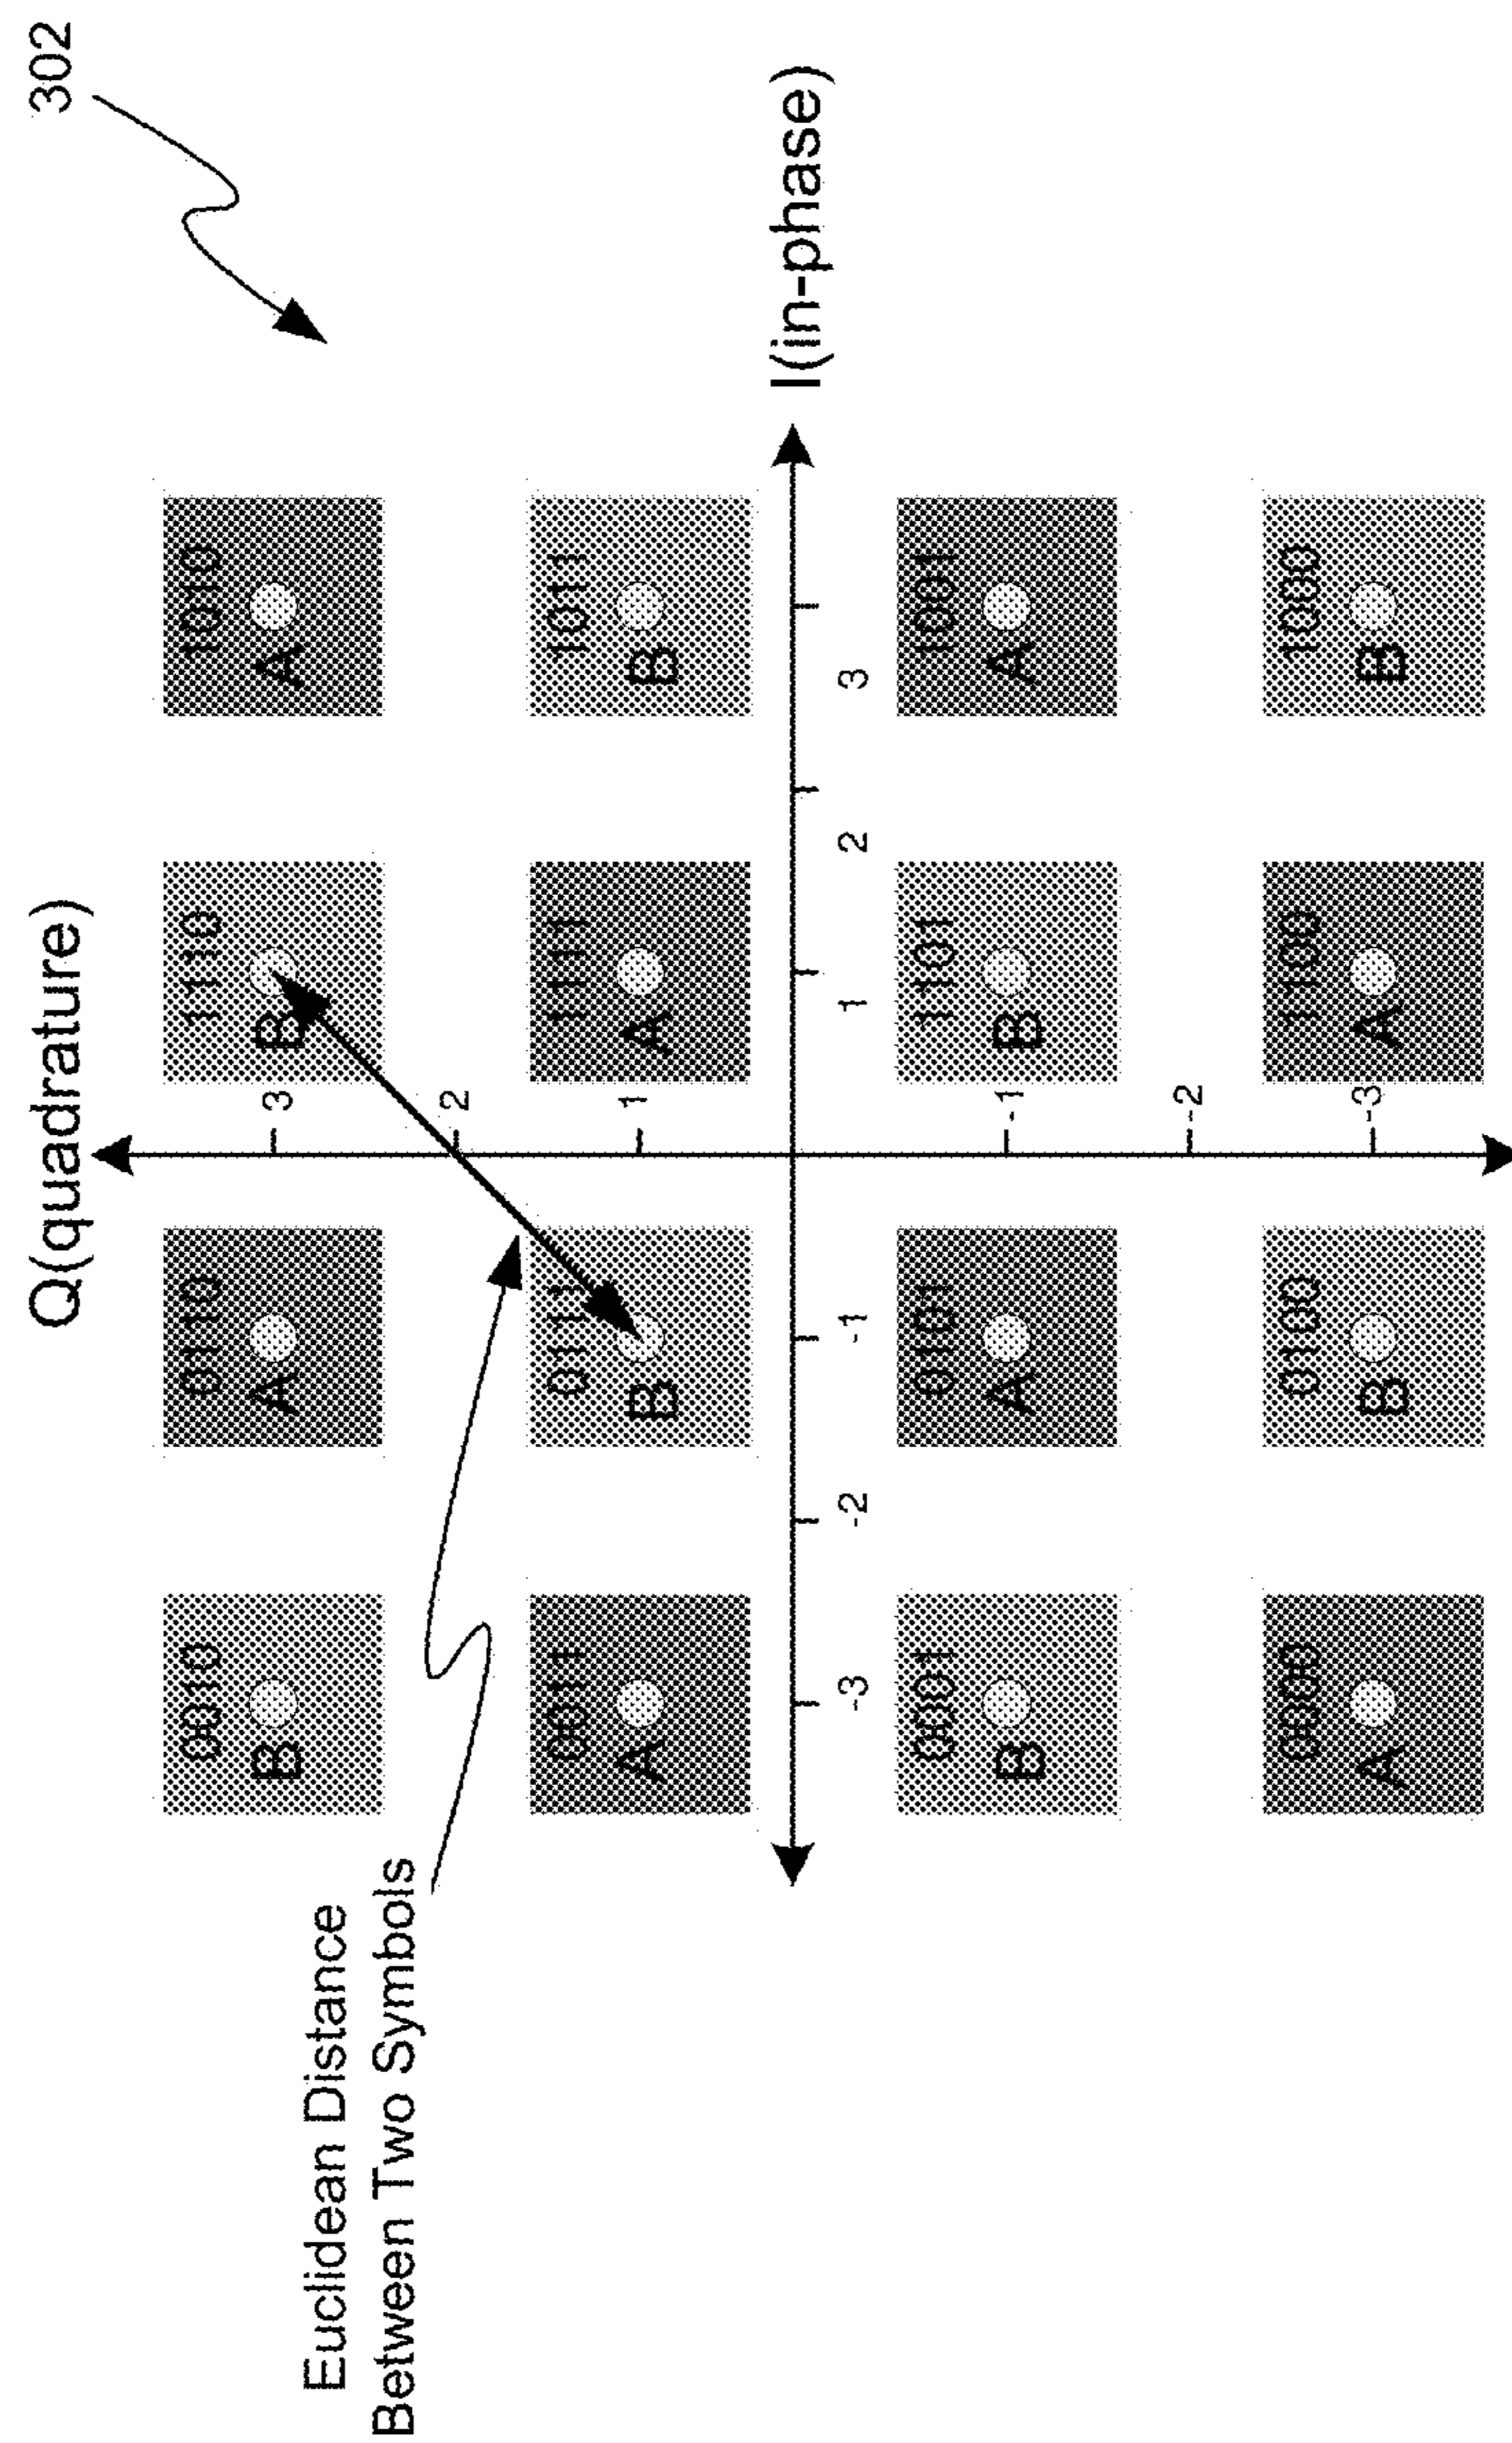 302
Q(quadrature)
Euclidean Distance
Between Two Symbols
0010
B
0110
A
1110
B
1010
A
3
2
0011
A
0111
B
1111
A
1011
B
1
I(in-phase)
-3
-2
-1
1
2
3
0001
B
0101
A
1101
B
1001
A
-1
-2
0000
A
0100
B
1100
A
1000
B
-3